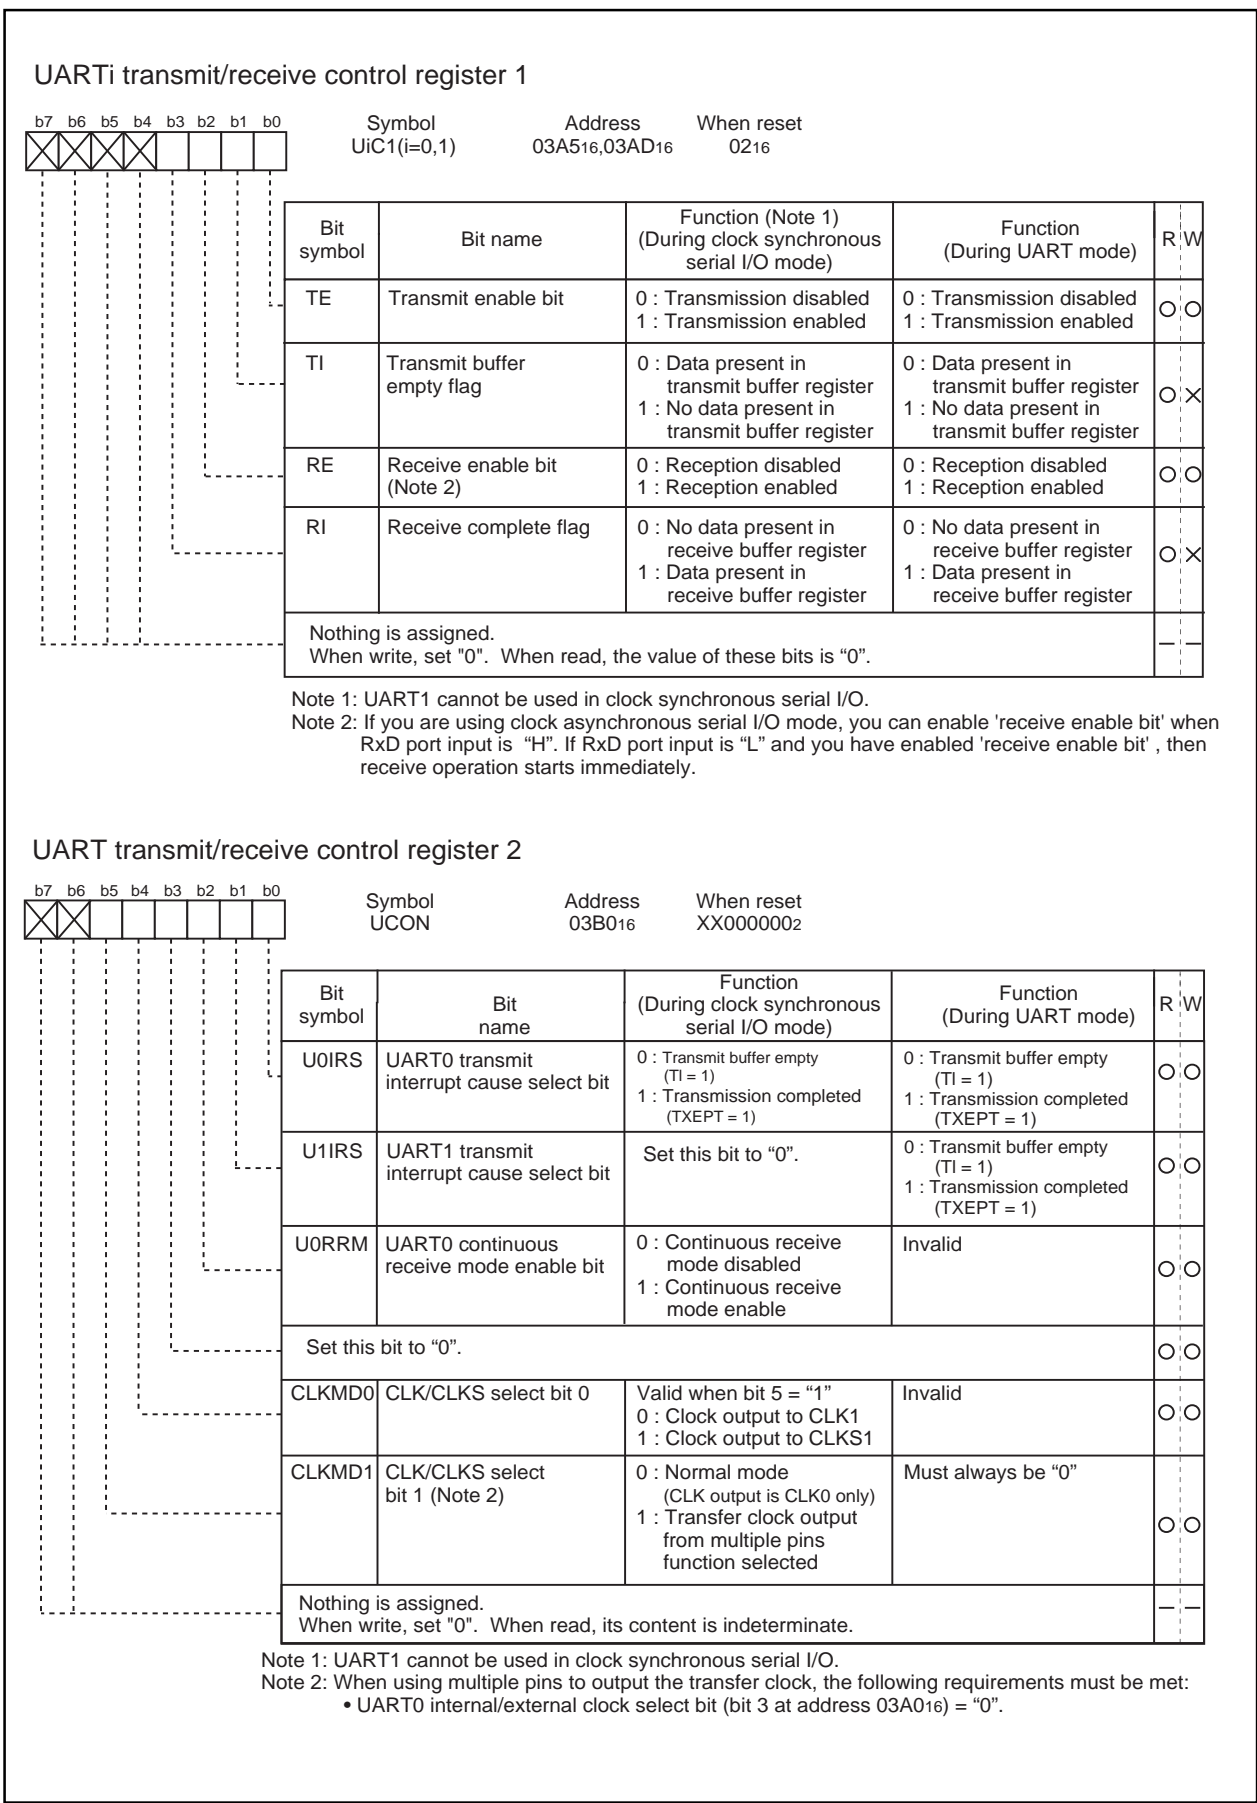 UARTi transmit/receive control register 1
b7 b6 b5 b4 b3 b2 b1 b0
Symbol Address When reset
UiC1(i=0,1) 03A516,03AD16 0216
Bit symbol
Bit name
Function (Note 1)
(During clock synchronous
serial I/O mode)
Function
(During UART mode)
R W
TE
Transmit enable bit
0 : Transmission disabled
1 : Transmission enabled
0 : Transmission disabled
1 : Transmission enabled
TI
Transmit buffer
empty flag
0 : Data present in
transmit buffer register
1 : No data present in
transmit buffer register
0 : Data present in
transmit buffer register
1 : No data present in
transmit buffer register
RE
Receive enable bit
(Note 2)
0 : Reception disabled
1 : Reception enabled
0 : Reception disabled
1 : Reception enabled
RI
Receive complete flag
0 : No data present in
receive buffer register
1 : Data present in
receive buffer register
0 : No data present in
receive buffer register
1 : Data present in
receive buffer register
Nothing is assigned.
When write, set "0". When read, the value of these bits is “0”.
Note 1: UART1 cannot be used in clock synchronous serial I/O.
Note 2: If you are using clock asynchronous serial I/O mode, you can enable 'receive enable bit' when
RxD port input is “H”. If RxD port input is “L” and you have enabled 'receive enable bit' , then
receive operation starts immediately.
UART transmit/receive control register 2
b7 b6 b5 b4 b3 b2 b1 b0
Symbol Address When reset
UCON 03B016 XX0000002
Bit
symbol
Bit
name
Function
(During clock synchronous
serial I/O mode)
Function
(During UART mode)
R W
U0IRS
UART0 transmit
interrupt cause select bit
0 : Transmit buffer empty
(TI = 1)
1 : Transmission completed
(TXEPT = 1)
0 : Transmit buffer empty
(TI = 1)
1 : Transmission completed
(TXEPT = 1)
U1IRS
UART1 transmit
interrupt cause select bit
Set this bit to “0”.
0 : Transmit buffer empty
(TI = 1)
1 : Transmission completed
(TXEPT = 1)
U0RRM
UART0 continuous
receive mode enable bit
0 : Continuous receive
mode disabled
1 : Continuous receive
mode enable
Invalid
Set this bit to “0”.
CLKMD0
CLK/CLKS select bit 0
Valid when bit 5 = “1”
0 : Clock output to CLK1
1 : Clock output to CLKS1
Invalid
CLKMD1
CLK/CLKS select
bit 1 (Note 2)
0 : Normal mode
(CLK output is CLK0 only)
1 : Transfer clock output
from multiple pins
function selected
Must always be “0”
Nothing is assigned.
When write, set "0". When read, its content is indeterminate.
Note 1: UART1 cannot be used in clock synchronous serial I/O.
Note 2: When using multiple pins to output the transfer clock, the following requirements must be met:
• UART0 internal/external clock select bit (bit 3 at address 03A016) = “0”.